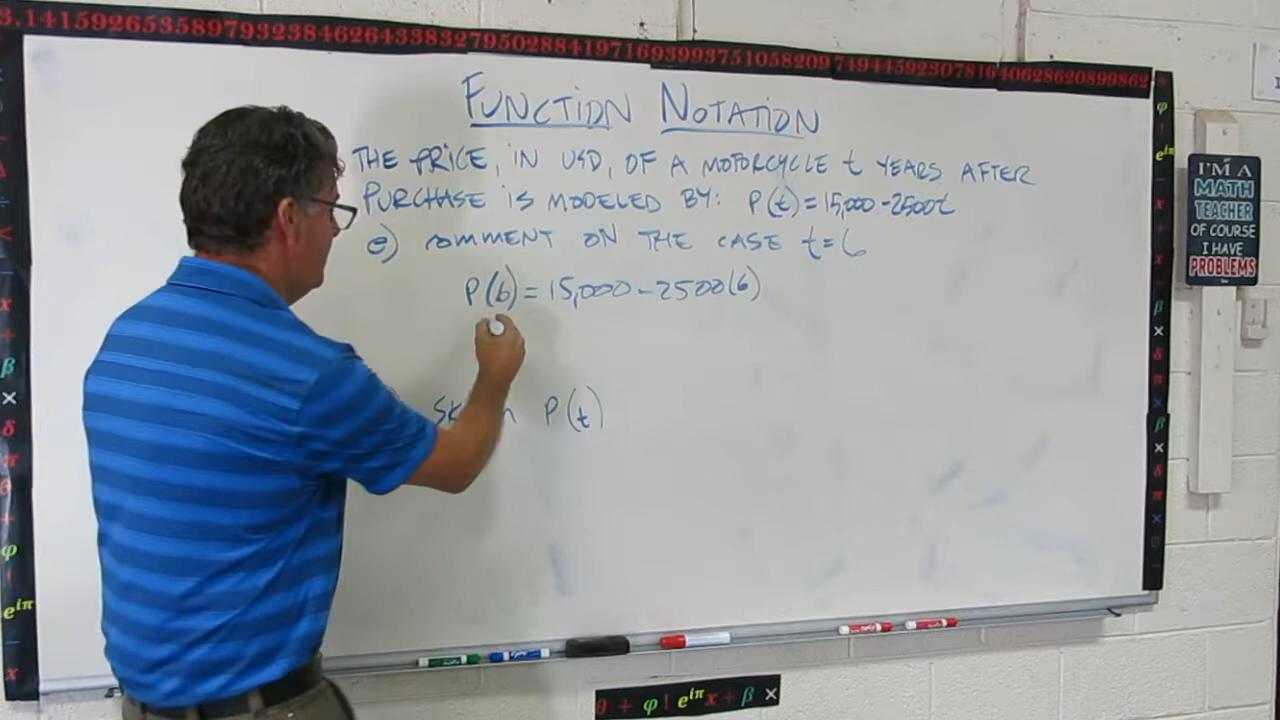 3.14159265358979323846264338327950288419716939937510582097494459230781640628620899862
FUNCTION NOTATION
THE PRICE, IN USD, OF A MOTORCYCLE t YEARS AFTER
PURCHASE IS MODELED BY: P(t)=15,000-2500t
e) COMMENT ON THE CASE t=6
P(6)=15,000-2500(6)
P(t)
I'M A
MATH
TEACHER
OF COURSE
I HAVE
PROBLEMS
θ + φ ! e^iπ x + β ×